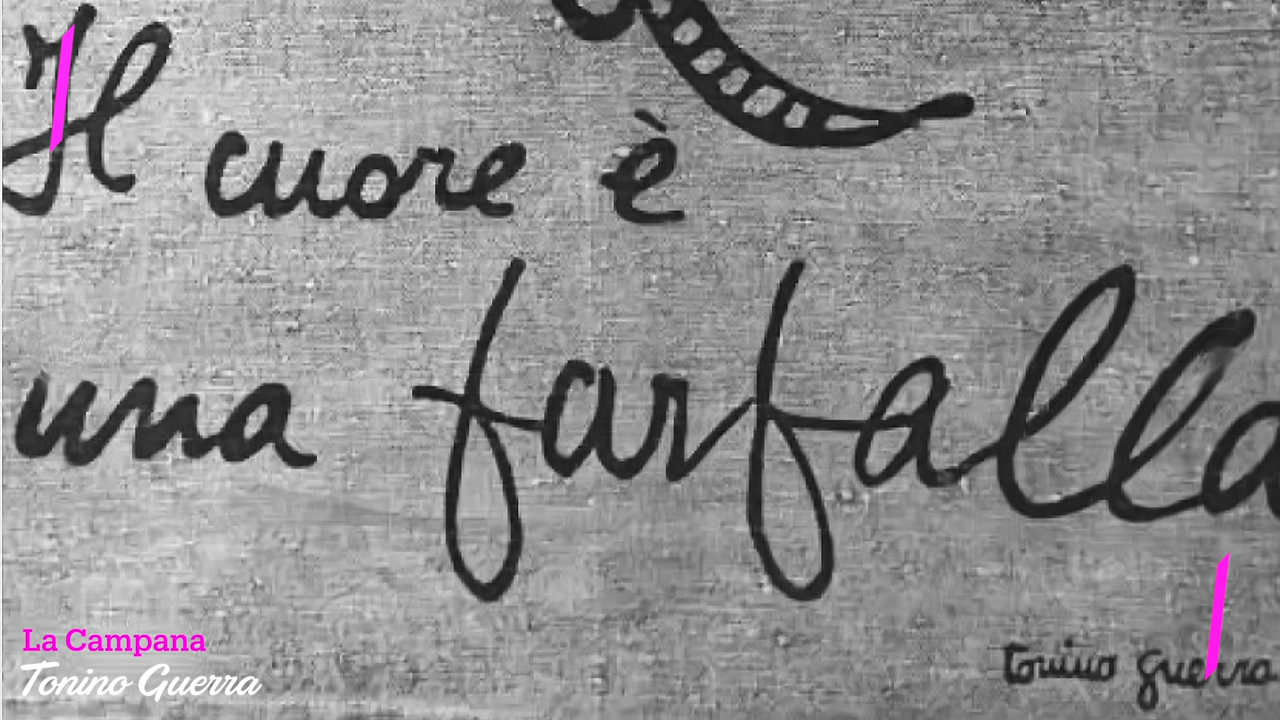 Il cuore è
una farfalla
tonino guerra
La Campana
Tonino Guerra